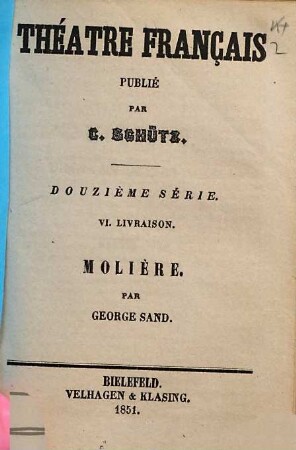 THÉATRE FRANÇAIS
PUBLIÉ
PAR
C. SCHÜTZ.
DOUZIÈME SÉRIE.
VI. LIVRAISON.
MOLIÈRE.
PAR
GEORGE SAND.
BIELEFELD.
VELHAGEN & KLASING.
1851.